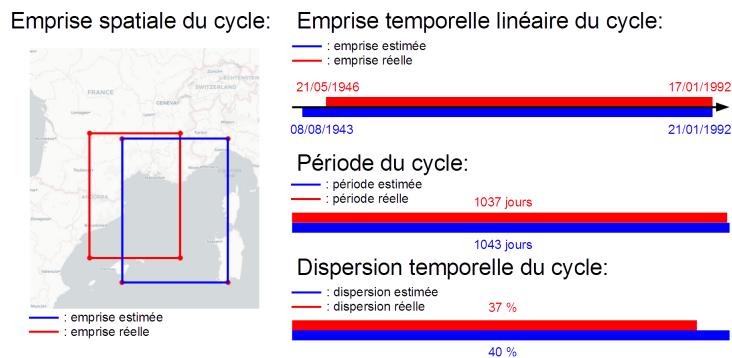 Emprise spatiale du cycle:
FRANCE
GENEVA
SWITZERLAND
ANDORRA
: emprise estimée
: emprise réelle
Emprise temporelle linéaire du cycle:
: emprise estimée
: emprise réelle
21/05/1946
17/01/1992
08/08/1943
21/01/1992
Période du cycle:
: période estimée
: période réelle
1037 jours
1043 jours
Dispersion temporelle du cycle:
: dispersion estimée
: dispersion réelle
37 %
40 %